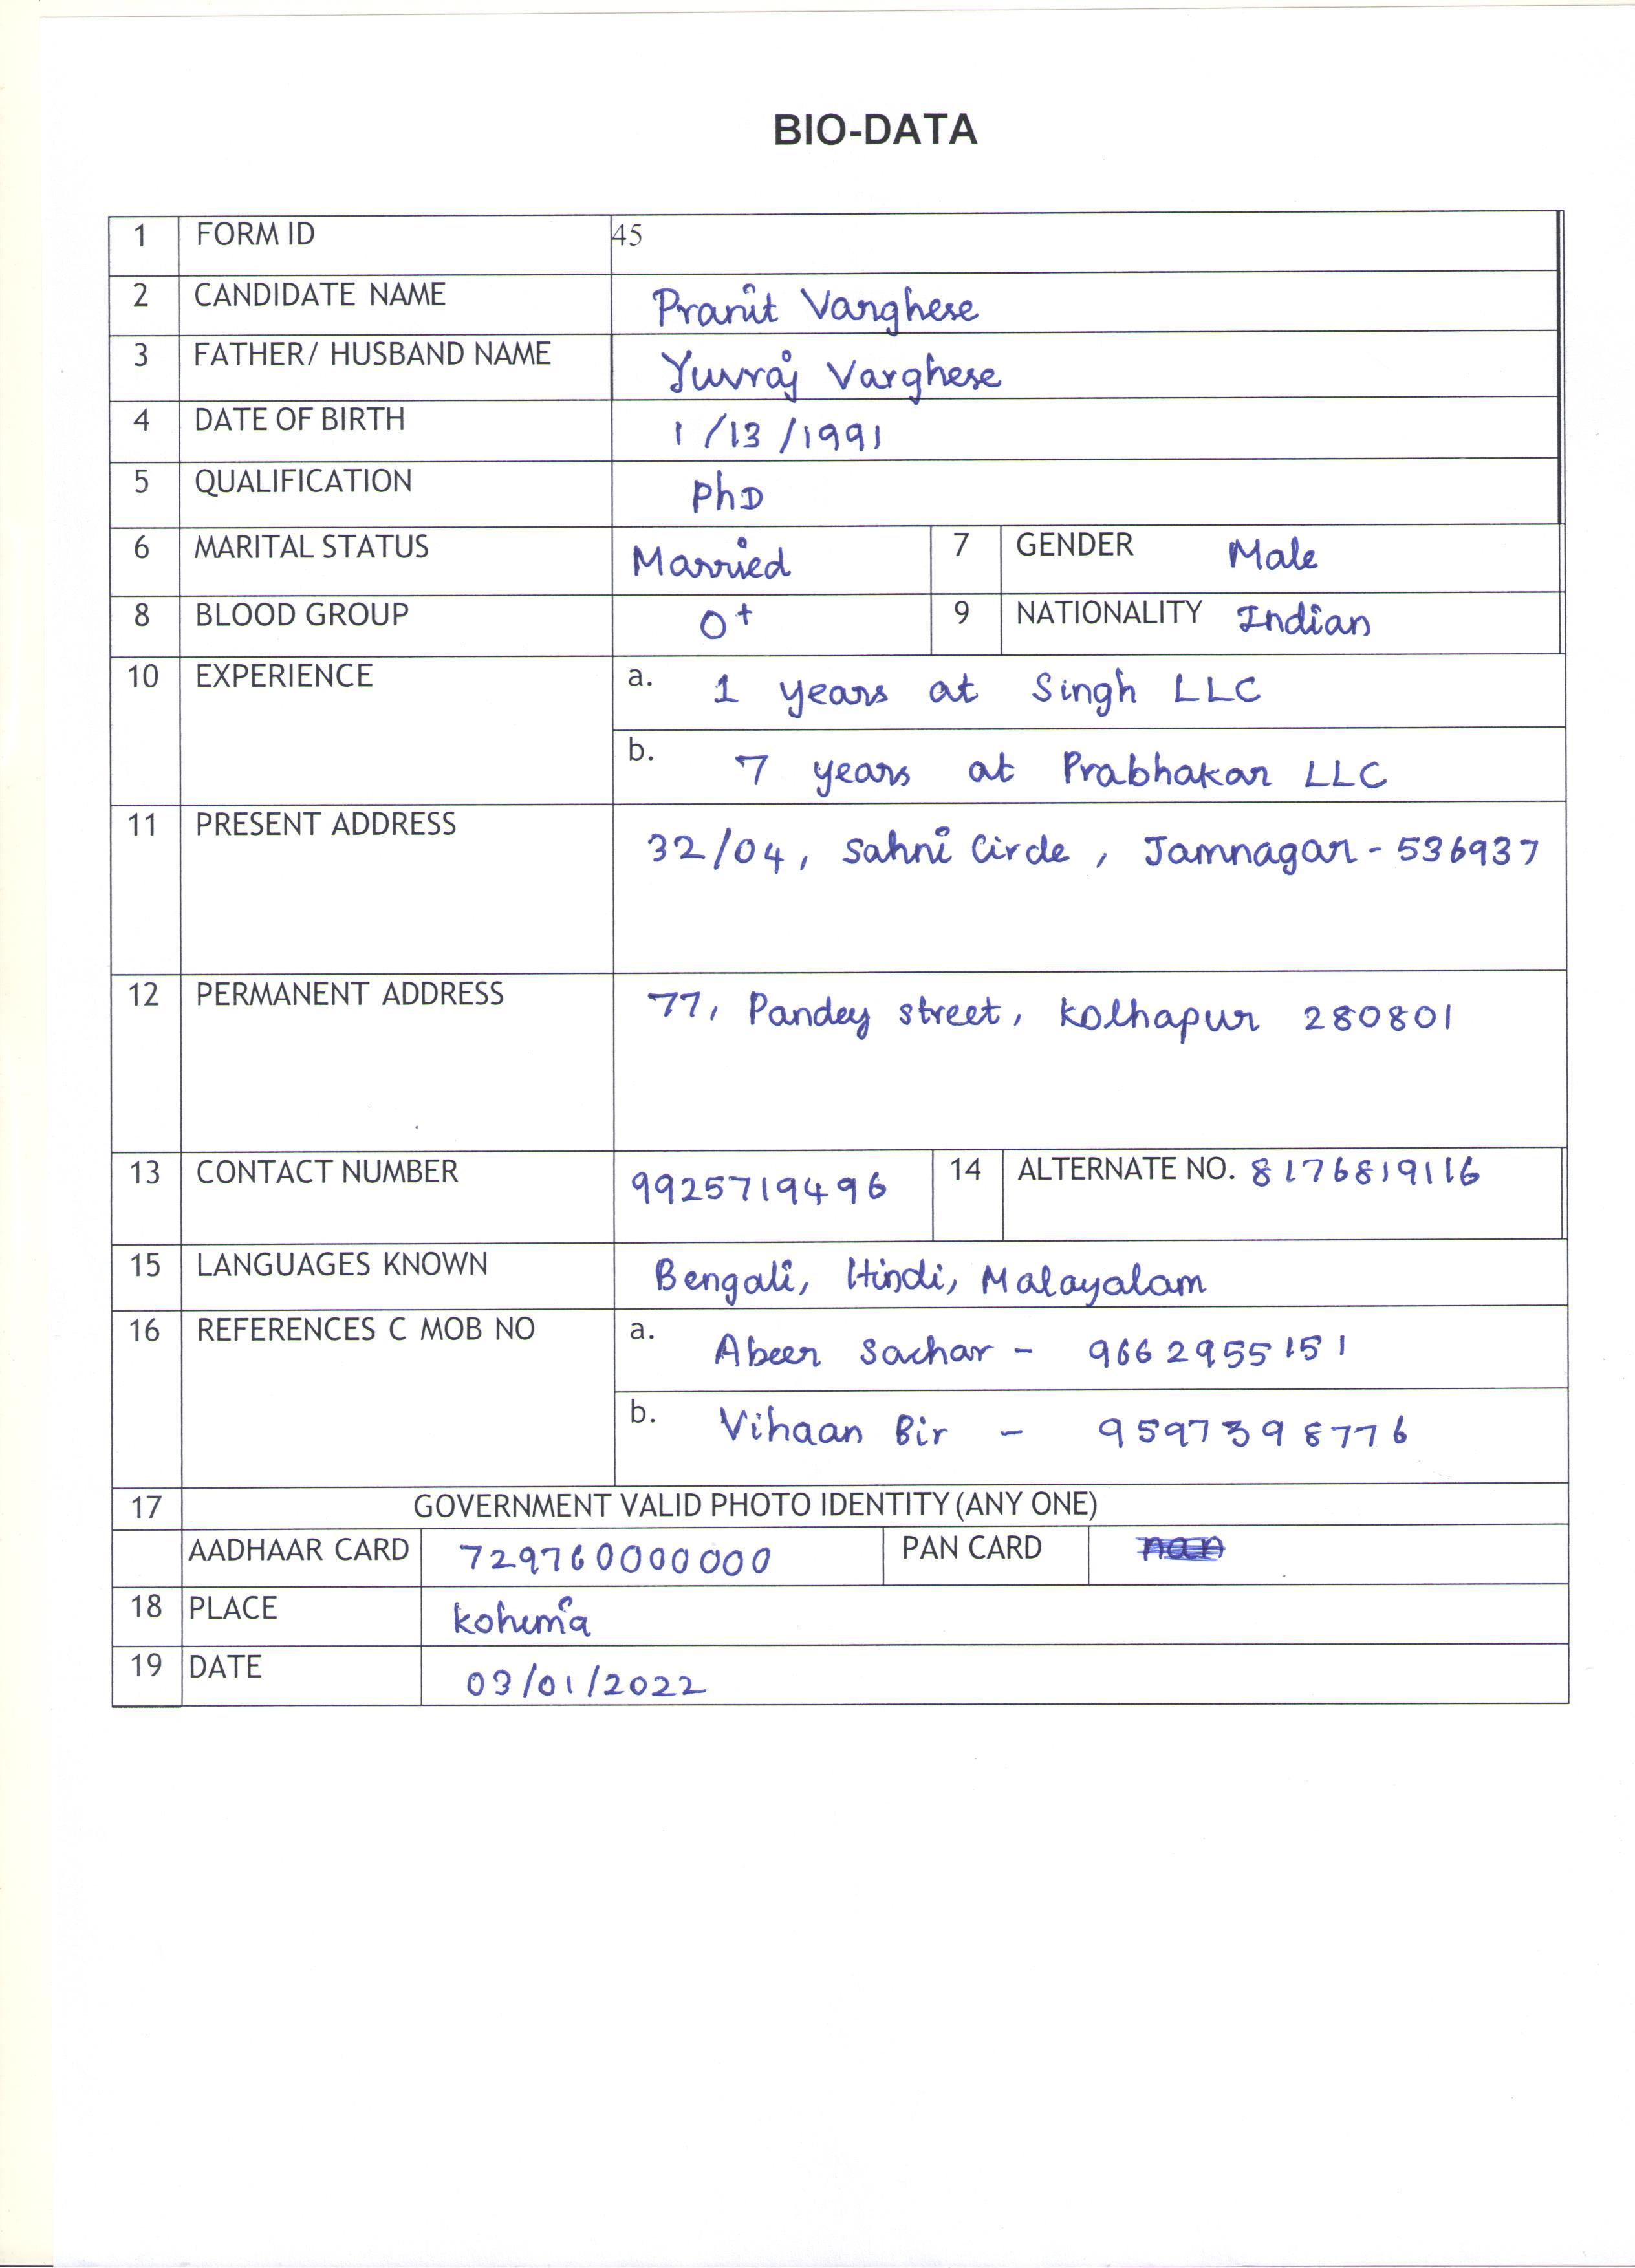 BIO-DATA
1 FORM ID 45
2 CANDIDATE NAME Pranit Varghese
3 FATHER/ HUSBAND NAME Yuvraj Varghese
4 DATE OF BIRTH 1/13/1991
5 QUALIFICATION PhD
6 MARITAL STATUS Married 7 GENDER Male
8 BLOOD GROUP O+ 9 NATIONALITY Indian
10 EXPERIENCE a. 1 years at Singh LLC
b. 7 years at Prabhakar LLC
11 PRESENT ADDRESS 32/04, Sahni Circle, Jamnagar - 536937
12 PERMANENT ADDRESS 77, Pandey street, Kolhapur 280801
13 CONTACT NUMBER 9925719496 14 ALTERNATE NO. 8176819116
15 LANGUAGES KNOWN Bengali, Hindi, Malayalam
16 REFERENCES C MOB NO a. Abeer Sachar - 9662955151
b. Vihaan Bir - 9597398776
17 GOVERNMENT VALID PHOTO IDENTITY (ANY ONE)
AADHAAR CARD 729760000000 PAN CARD nan
18 PLACE Kohima
19 DATE 03/01/2022